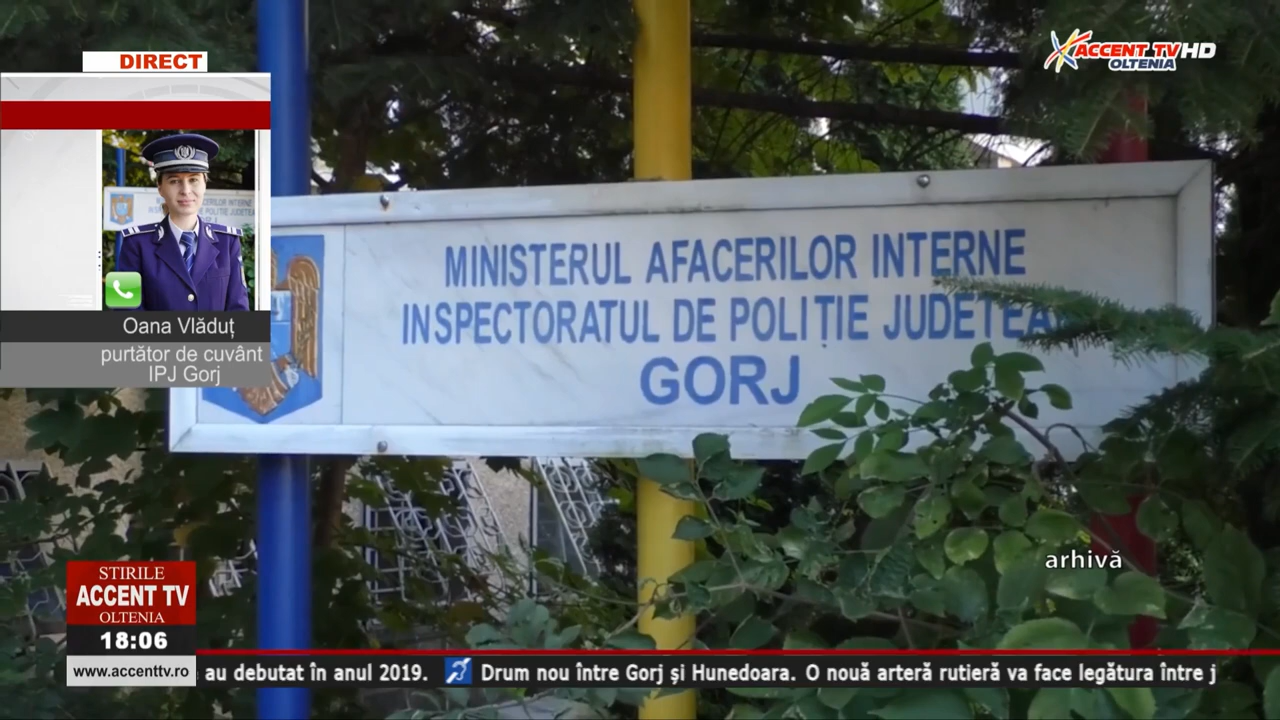 DIRECT
ACCENT TV HD
OLTENIA
Oana Vlăduț
purtător de cuvânt
IPJ Gorj
MINISTERUL AFACERILOR INTERNE
INSPECTORATUL DE POLIȚIE JUDEȚEA
GORJ
arhivă
STIRILE
ACCENT TV
OLTENIA
18:06
www.accenttv.ro
au debutat în anul 2019. Drum nou între Gorj și Hunedoara. O nouă arteră rutieră va face legătura între j